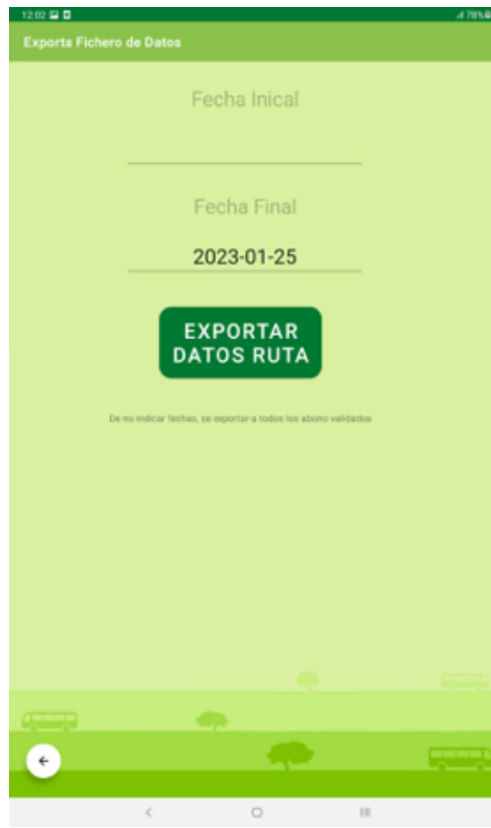 12:02
78%
Exporta Fichero de Datos
Fecha Inical
Fecha Final
2023-01-25
EXPORTAR
DATOS RUTA
De no indicar fechas, se exportar-a todos los abono validados